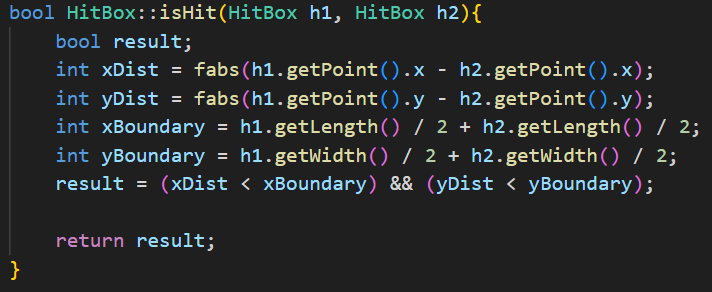 bool HitBox::isHit(HitBox h1, HitBox h2){
    bool result;
    int xDist = fabs(h1.getPoint().x - h2.getPoint().x);
    int yDist = fabs(h1.getPoint().y - h2.getPoint().y);
    int xBoundary = h1.getLength() / 2 + h2.getLength() / 2;
    int yBoundary = h1.getWidth() / 2 + h2.getWidth() / 2;
    result = (xDist < xBoundary) && (yDist < yBoundary);

    return result;
}